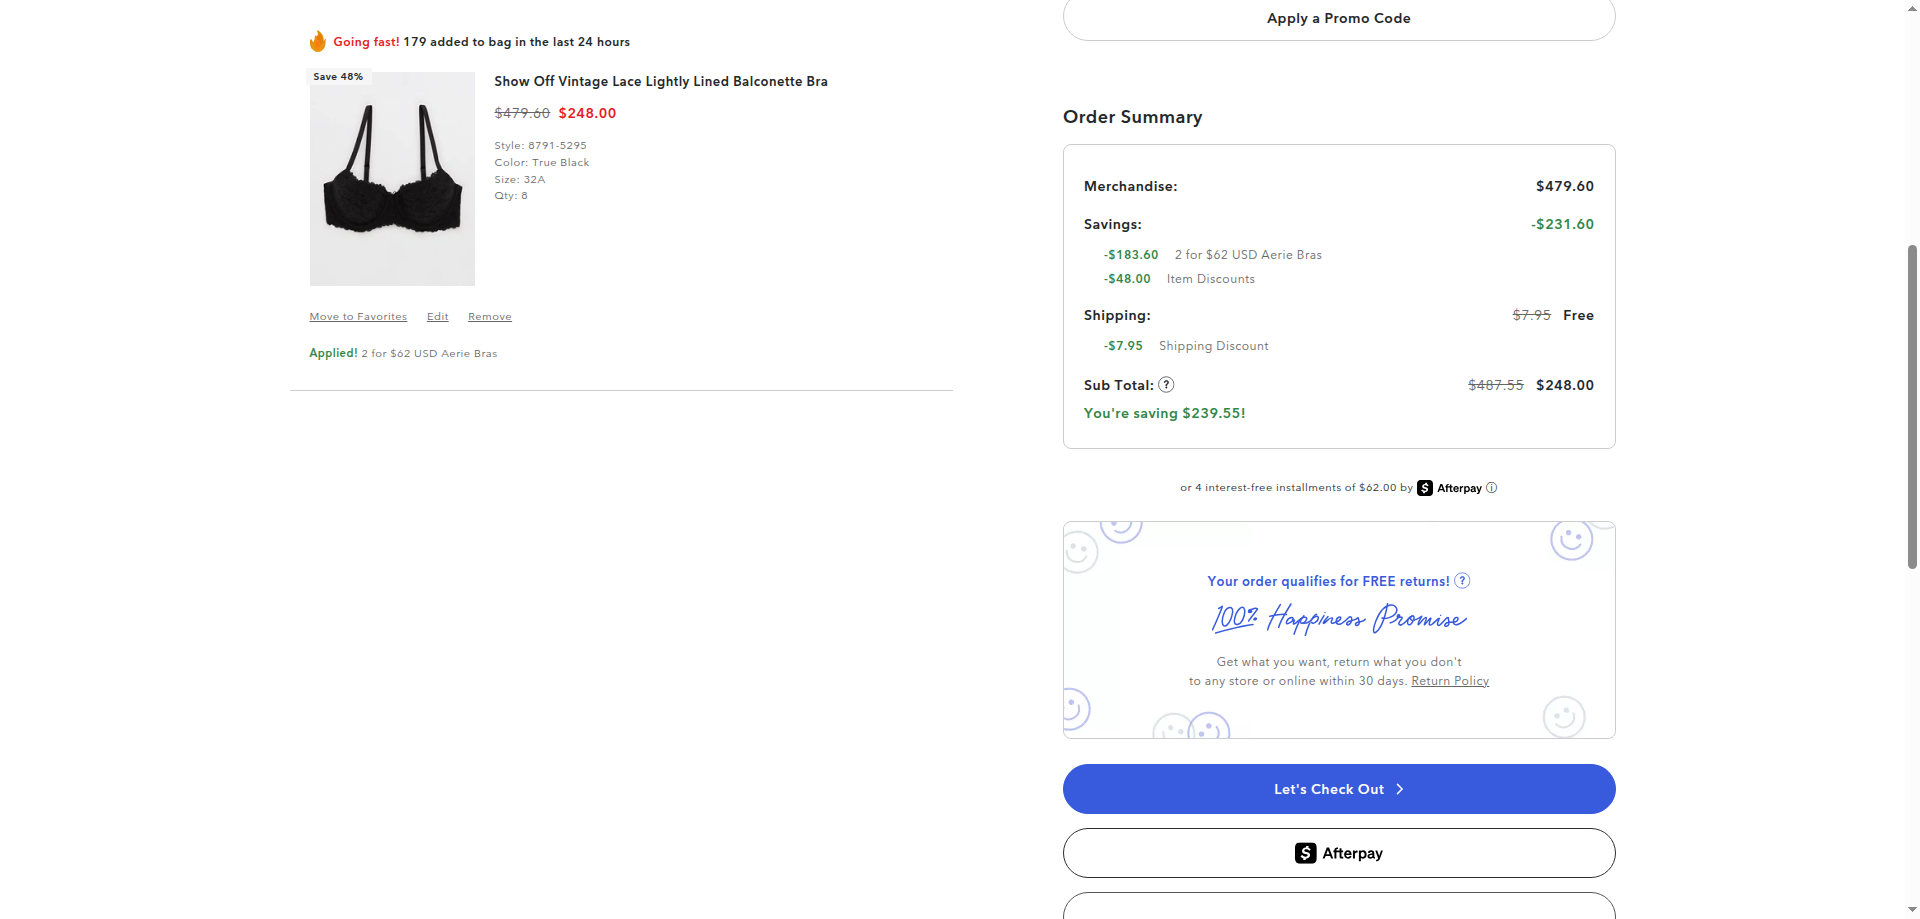 Going fast! 179 added to bag in the last 24 hours
Save 48%
Show Off Vintage Lace Lightly Lined Balconette Bra
$479.60 $248.00
Style: 8791-5295
Color: True Black
Size: 32A
Qty: 8
Move to Favorites Edit Remove
Applied! 2 for $62 USD Aerie Bras
Apply a Promo Code
Order Summary
Merchandise: $479.60
Savings: -$231.60
-$183.60 2 for $62 USD Aerie Bras
-$48.00 Item Discounts
Shipping: $7.95 Free
-$7.95 Shipping Discount
Sub Total: ? $487.55 $248.00
You're saving $239.55!
or 4 interest-free installments of $62.00 by $ Afterpay ⓘ
Your order qualifies for FREE returns! ?
100% Happiness Promise
Get what you want, return what you don't
to any store or online within 30 days. Return Policy
Let's Check Out
$ Afterpay